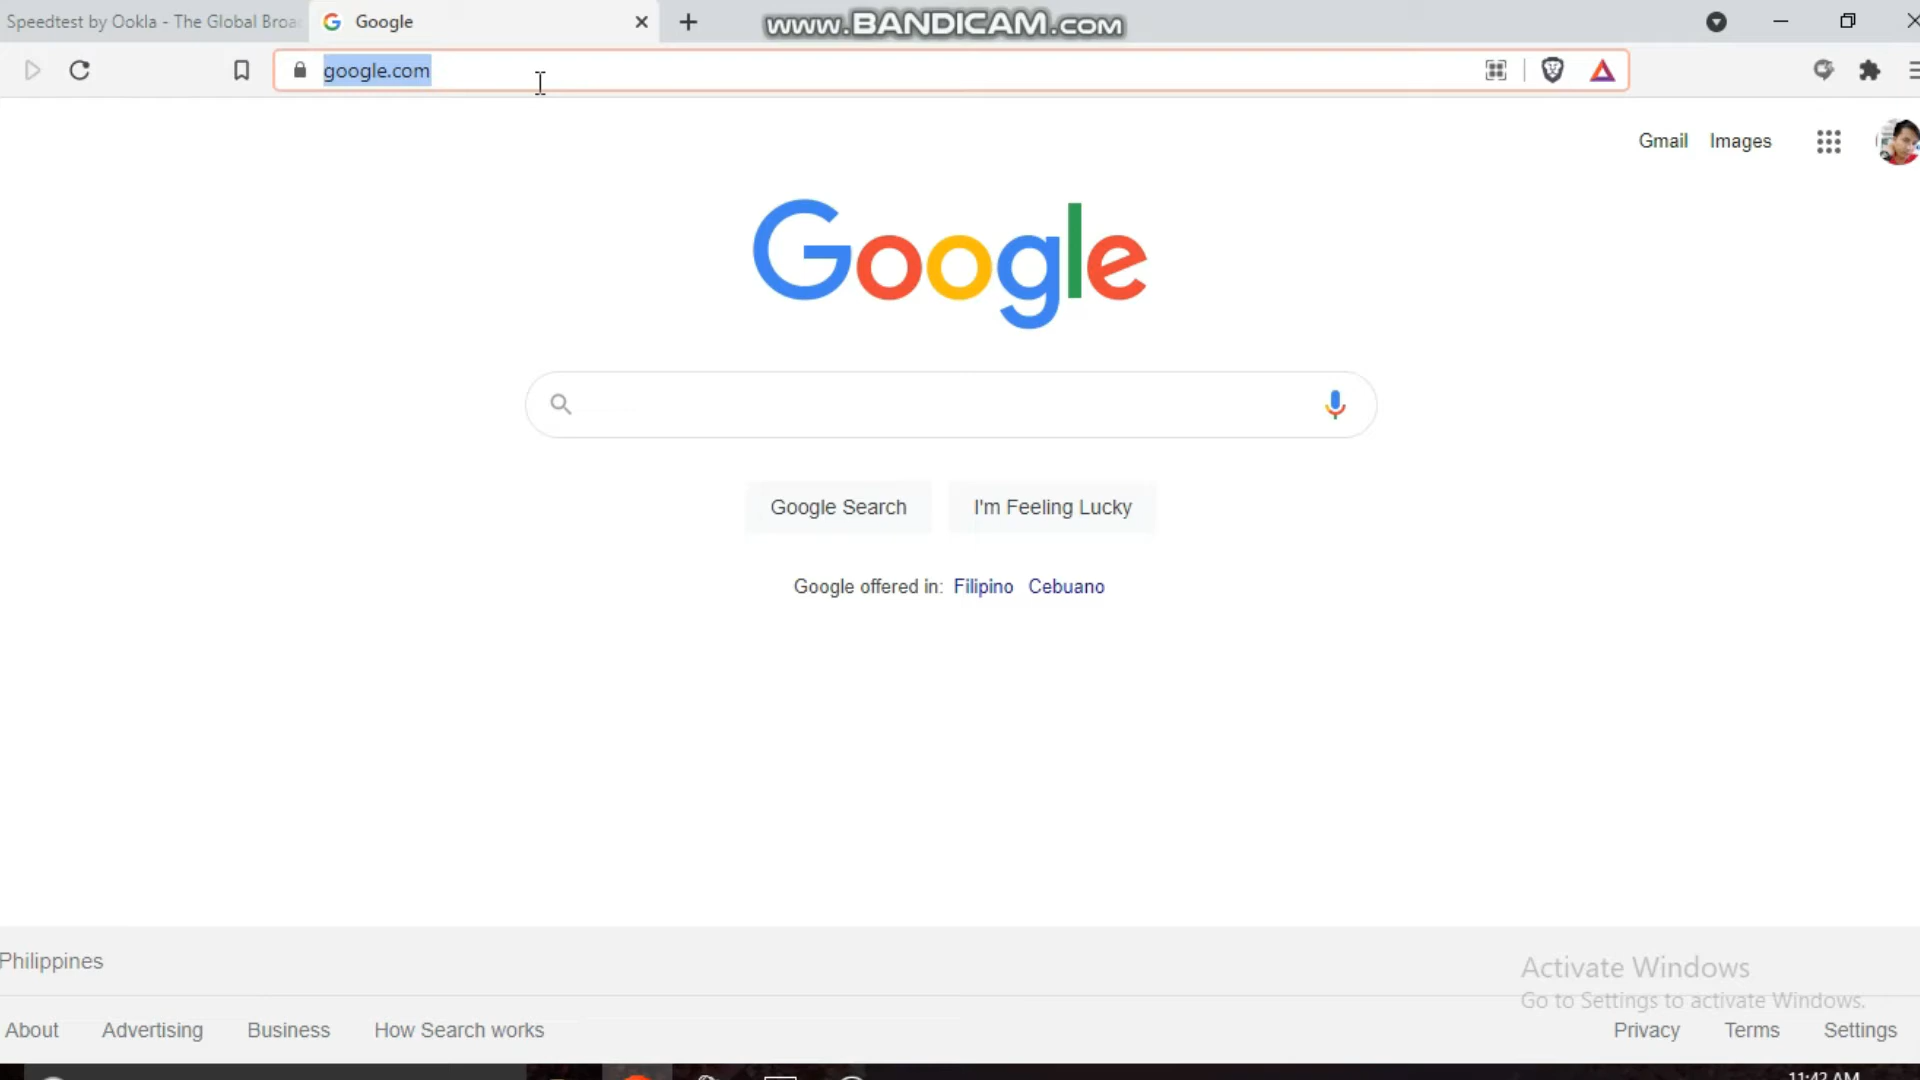 Speedtest by Ookla - The Global Broa
Google
www.BANDICAM.com
google.com
Gmail Images
Google
Google Search I'm Feeling Lucky
Google offered in: Filipino Cebuano
Philippines
Activate Windows
Go to Settings to activate Windows.
About Advertising Business How Search works Privacy Terms Settings
11:42 AM